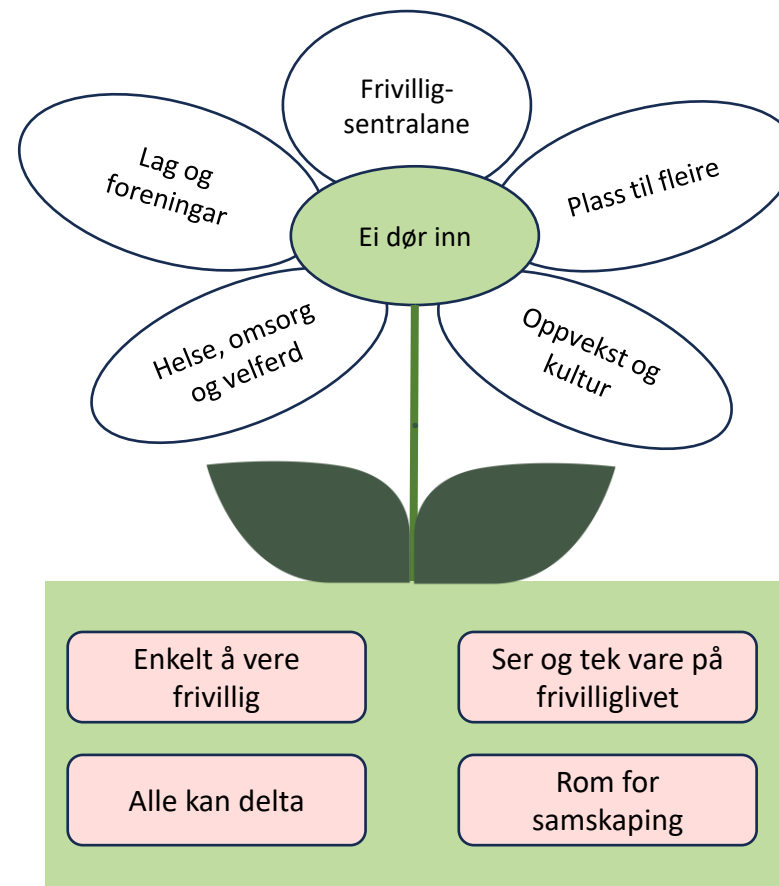 Frivillig-
sentralane
Lag og
foreningar
Plass til fleire
Ei dør inn
Helse, omsorg
og velferd
Oppvekst og
kultur
Enkelt å vere
frivillig
Ser og tek vare på
frivilliglivet
Alle kan delta
Rom for
samskaping